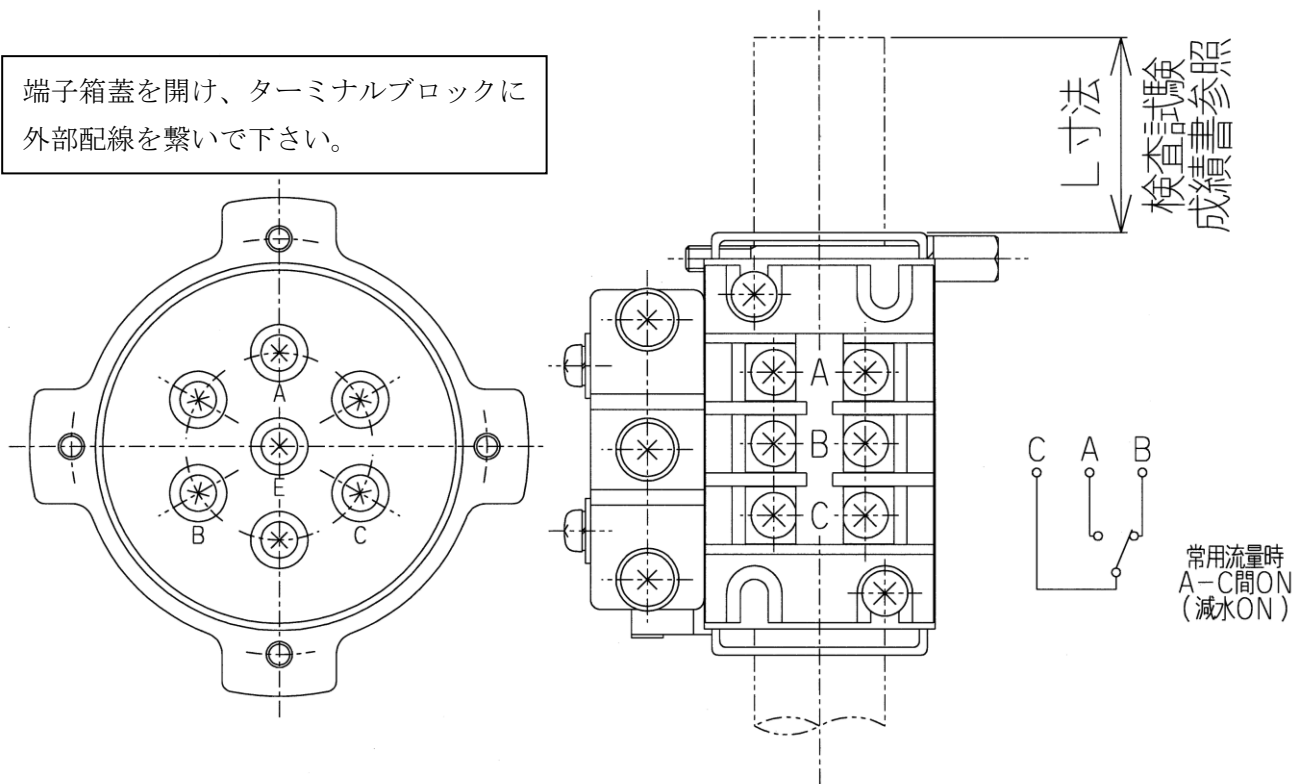 端子箱蓋を開け、ターミナルブロックに
外部配線を繋いで下さい。
L寸法
検査試験
成績書参照
A
E
B
C
A
B
C
C A B
常用流量時
A-C間ON
(減水ON)